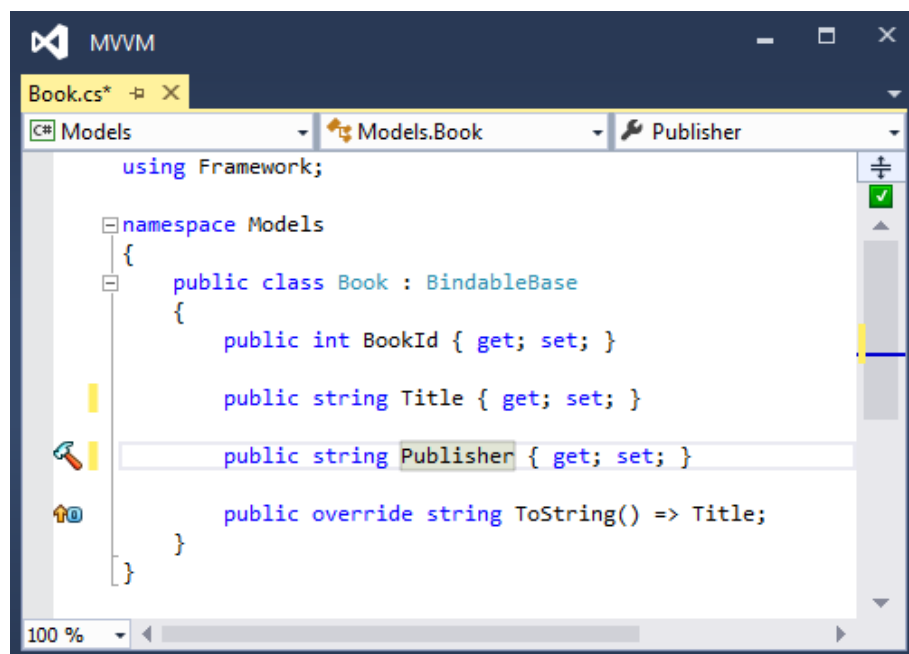 MVVM
Book.cs*
C# Models Models.Book Publisher
using Framework;
namespace Models
{
public class Book : BindableBase
{
public int BookId { get; set; }
public string Title { get; set; }
public string Publisher { get; set; }
public override string ToString() => Title;
}
}
100 %